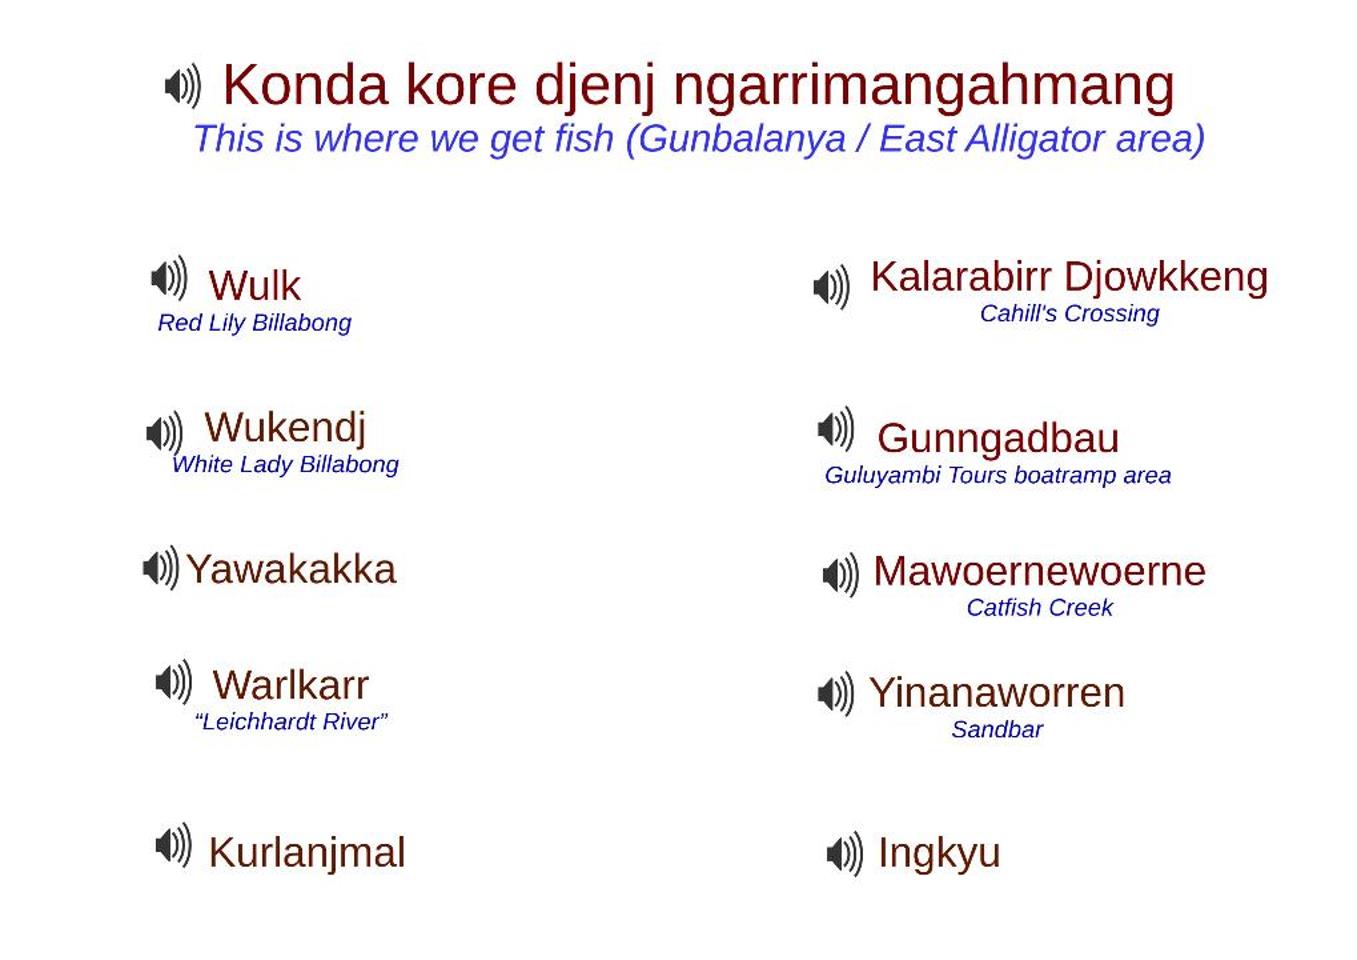 Konda kore djenj ngarrimangahmang
This is where we get fish (Gunbalanya / East Alligator area)
Wulk
Red Lily Billabong
Wukendj
White Lady Billabong
Yawakakka
Warlkarr
“Leichhardt River”
Kurlanjmal
Kalarabirr Djowkkeng
Cahill's Crossing
Gunngadbau
Guluyambi Tours boatramp area
Mawoernewoerne
Catfish Creek
Yinanaworren
Sandbar
Ingkyu